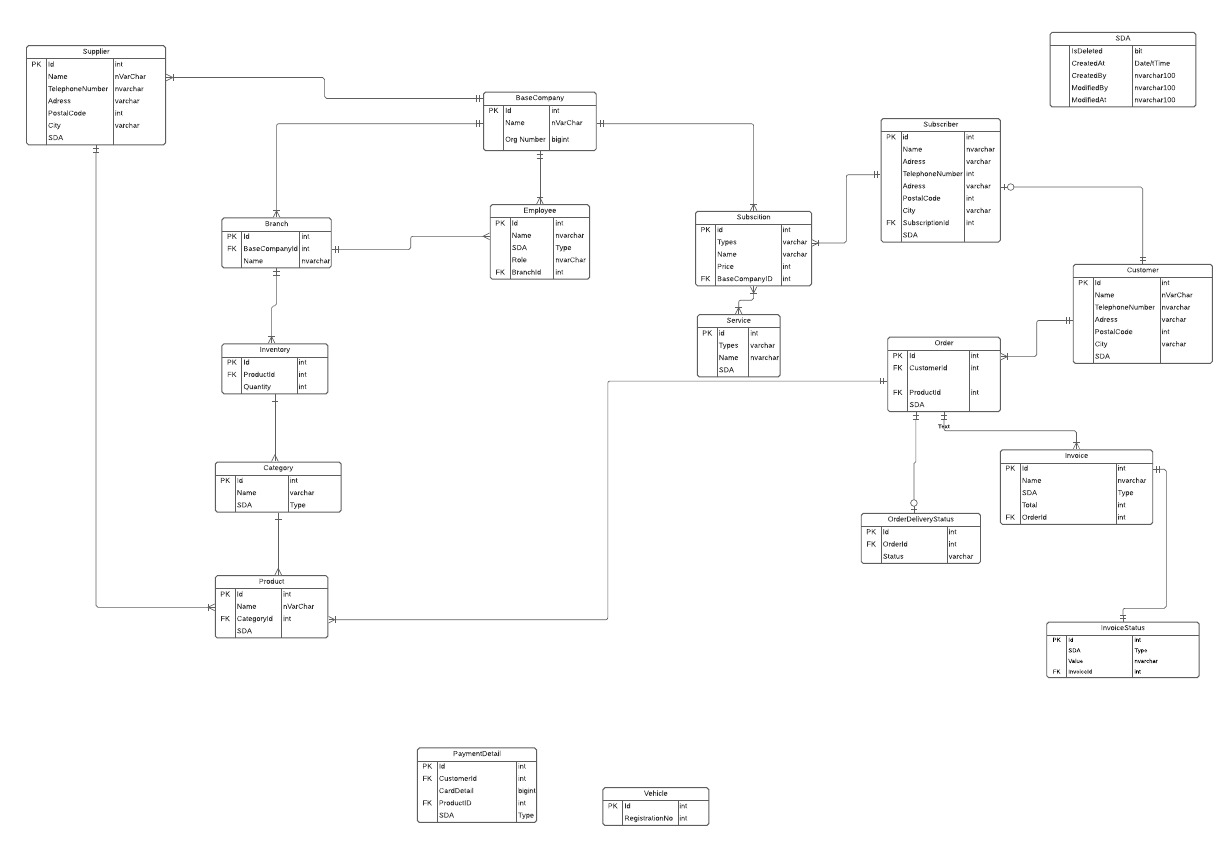 Supplier
PK Id int
Name nVarChar
TelephoneNumber nvarchar
Adress varchar
PostalCode int
City varchar
SDA
BaseCompany
PK Id int
Name nVarChar
Org Number bigint
SDA
IsDeleted bit
CreatedAt Date/tTime
CreatedBy nvarchar100
ModifiedBy nvarchar100
ModifiedAt nvarchar100
Subscriber
PK id int
Name nvarchar
Adress varchar
TelephoneNumber int
Adress varchar
PostalCode int
City varchar
FK SubscriptionId int
SDA
Branch
PK Id int
FK BaseCompanyId int
Name nvarchar
Employee
PK Id int
Name nvarchar
SDA Type
Role nvarChar
FK BranchId int
Subscition
PK id int
Types varchar
Name varchar
Price int
FK BaseCompanyID int
Customer
PK Id int
Name nVarChar
TelephoneNumber nvarchar
Adress varchar
PostalCode int
City varchar
SDA
Service
PK id int
Types varchar
Name nvarchar
SDA
Inventory
PK Id int
FK ProductId int
Quantity int
Order
PK Id int
FK CustomerId int
FK ProductId int
SDA
Text
Category
PK Id int
Name varchar
SDA Type
Invoice
PK Id int
Name nvarchar
SDA Type
Total int
FK OrderId int
OrderDeliveryStatus
PK Id int
FK OrderId int
Status varchar
Product
PK Id int
Name nVarChar
FK CategoryId int
SDA
InvoiceStatus
PK Id int
SDA Type
Value nvarchar
FK InvoiceId int
PaymentDetail
PK Id int
FK CustomerId int
CardDetail bigint
FK ProductID int
SDA Type
Vehicle
PK Id int
RegistrationNo int